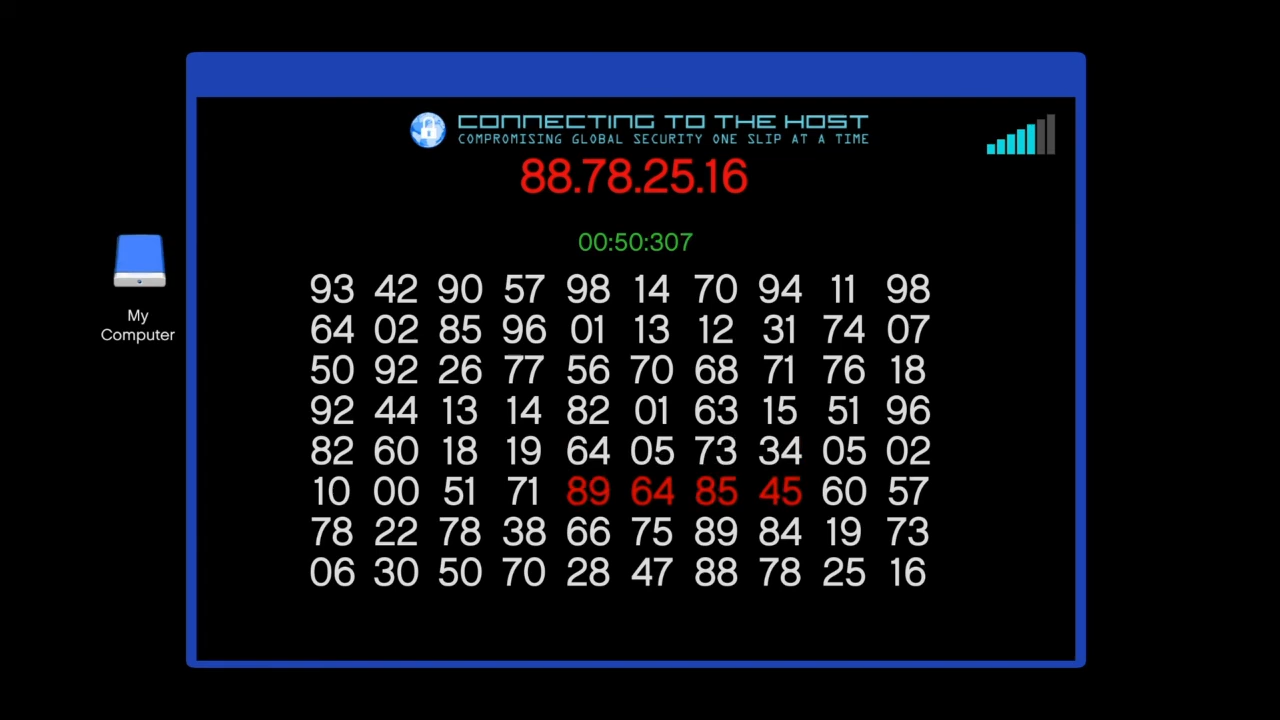 CONNECTING TO THE HOST
COMPROMISING GLOBAL SECURITY ONE SLIP AT A TIME
88.78.25.16
00:50:307
93 42 90 57 98 14 70 94 11 98
64 02 85 96 01 13 12 31 74 07
50 92 26 77 56 70 68 71 76 18
92 44 13 14 82 01 63 15 51 96
82 60 18 19 64 05 73 34 05 02
10 00 51 71 89 64 85 45 60 57
78 22 78 38 66 75 89 84 19 73
06 30 50 70 28 47 88 78 25 16
My
Computer